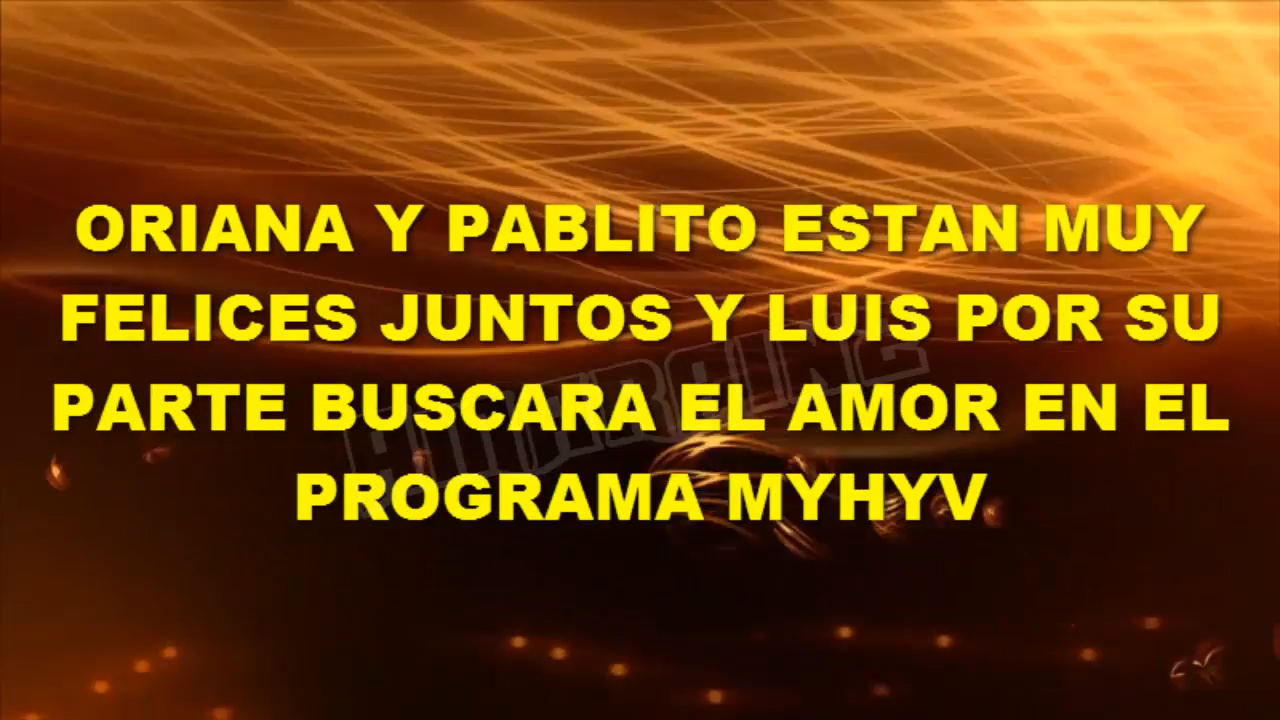 ORIANA Y PABLITO ESTAN MUY
FELICES JUNTOS Y LUIS POR SU
PARTE BUSCARA EL AMOR EN EL
PROGRAMA MYHYV